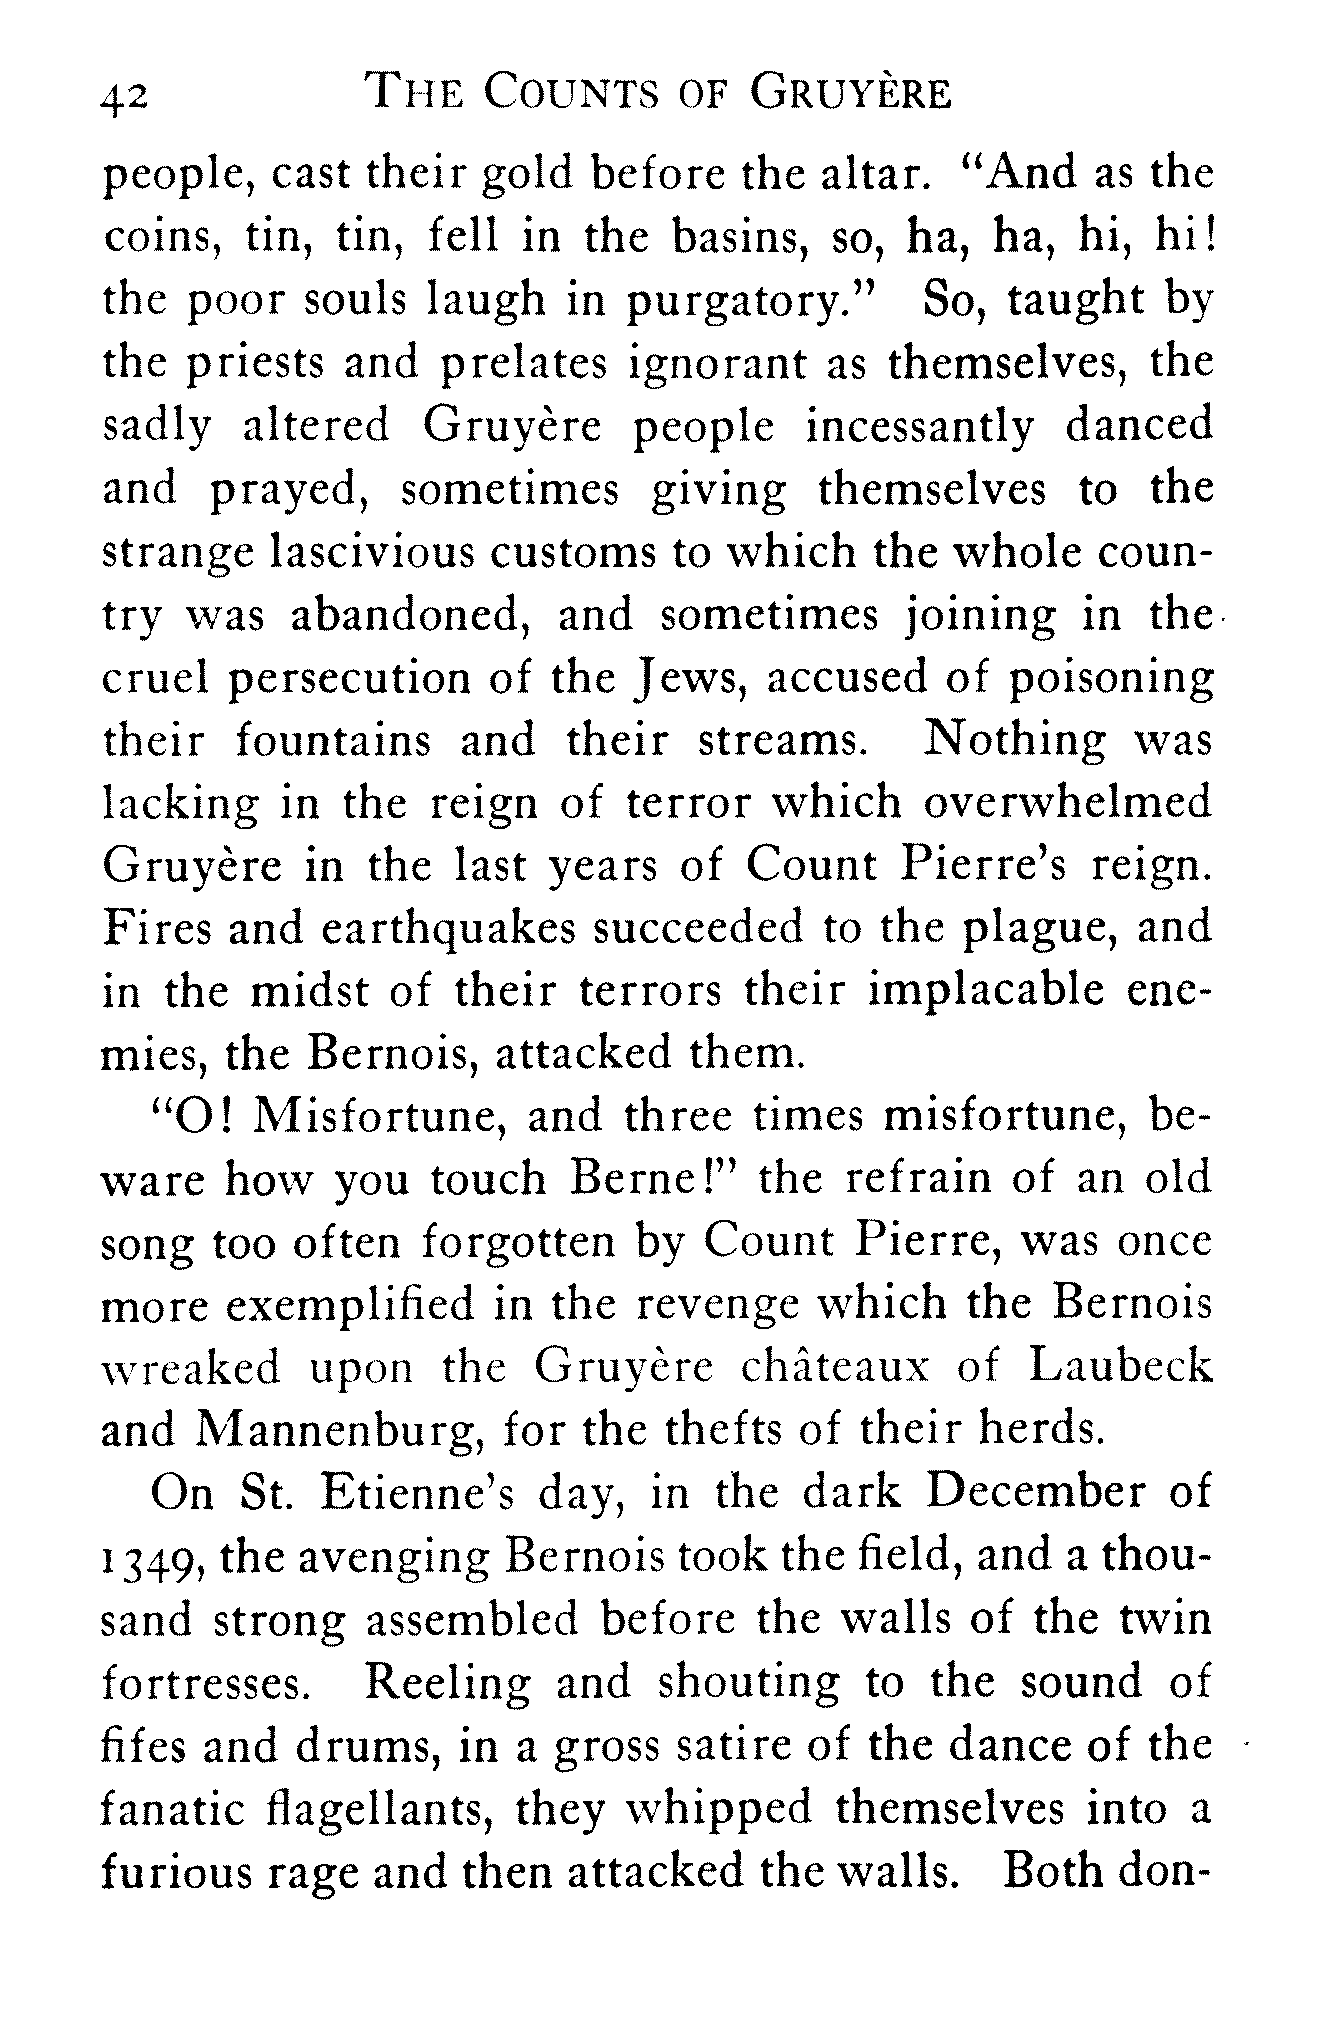 42 THE COUNTS OF GRUYÈRE
people, cast their gold before the altar. "And as the
coins, tin, tin, fell in the basins, so, ha, ha, hi, hi!
the poor souls laugh in purgatory." So, taught by
the priests and prelates ignorant as themselves, the
sadly altered Gruyère people incessantly danced
and prayed, sometimes giving themselves to the
strange lascivious customs to which the whole coun-
try was abandoned, and sometimes joining in the
cruel persecution of the Jews, accused of poisoning
their fountains and their streams. Nothing was
lacking in the reign of terror which overwhelmed
Gruyère in the last years of Count Pierre's reign.
Fires and earthquakes succeeded to the plague, and
in the midst of their terrors their implacable ene-
mies, the Bernois, attacked them.
"O! Misfortune, and three times misfortune, be-
ware how you touch Berne!" the refrain of an old
song too often forgotten by Count Pierre, was once
more exemplified in the revenge which the Bernois
wreaked upon the Gruyère châteaux of Laubeck
and Mannenburg, for the thefts of their herds.
On St. Etienne's day, in the dark December of
1349, the avenging Bernois took the field, and a thou-
sand strong assembled before the walls of the twin
fortresses. Reeling and shouting to the sound of
fifes and drums, in a gross satire of the dance of the
fanatic flagellants, they whipped themselves into a
furious rage and then attacked the walls. Both don-